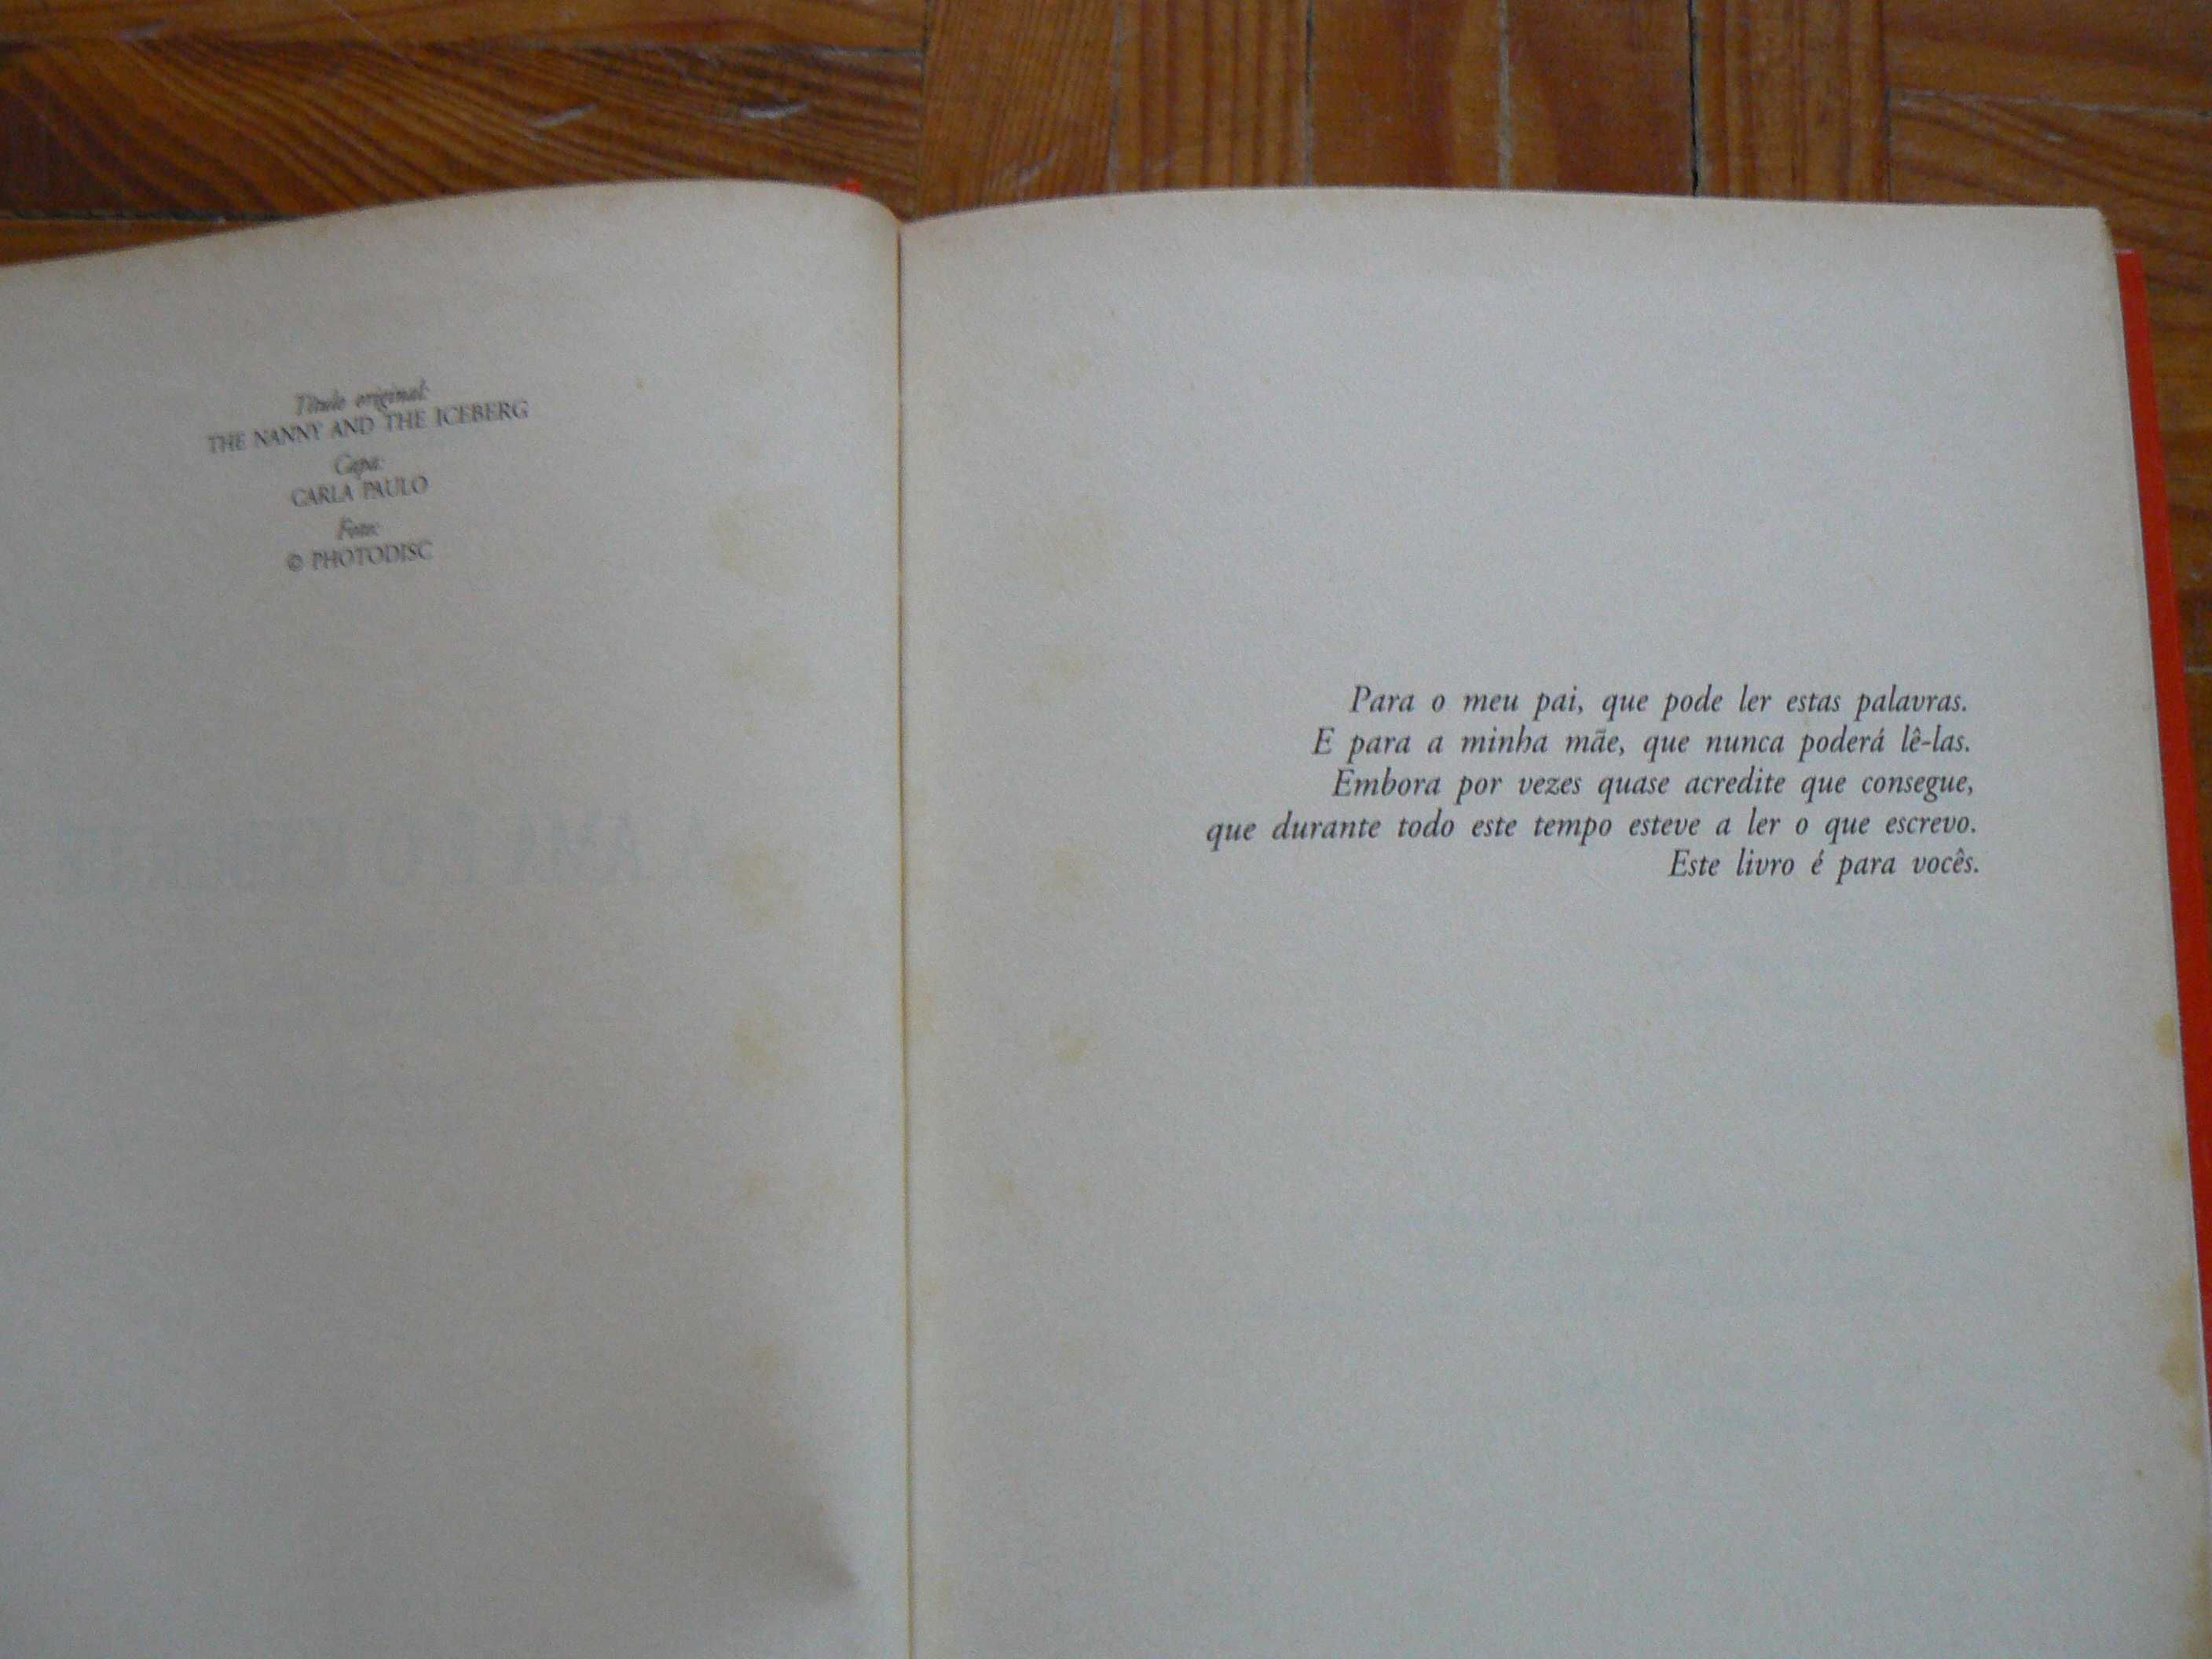 Título original:
THE NANNY AND THE ICEBERG
Capa:
CARLA PAULO
Foto:
© PHOTODISC
Para o meu pai, que pode ler estas palavras.
E para a minha mãe, que nunca poderá lê-las.
Embora por vezes quase acredite que consegue,
que durante todo este tempo esteve a ler o que escrevo.
Este livro é para vocês.